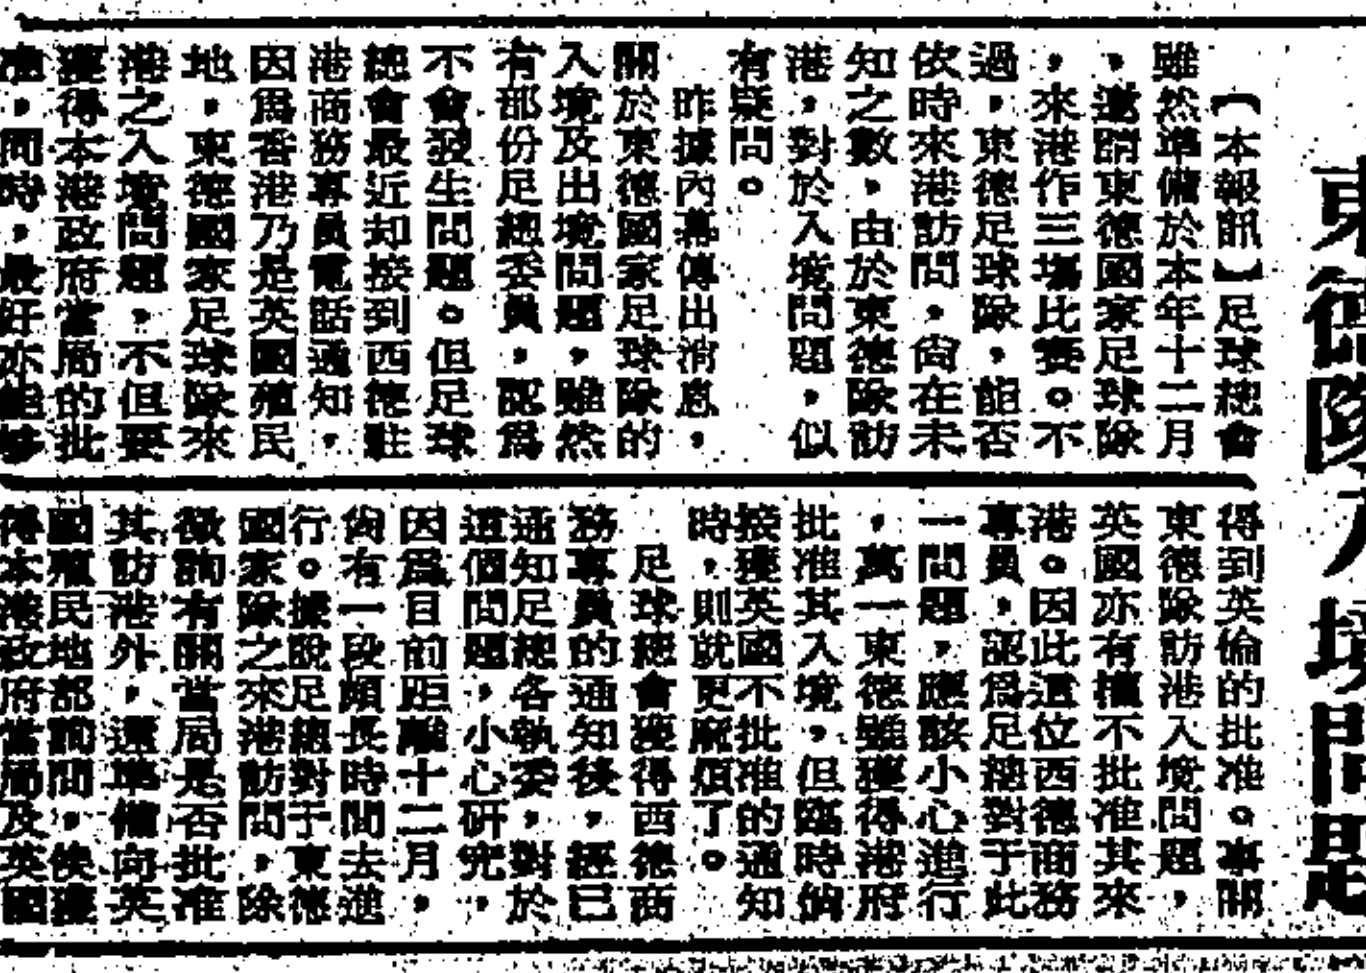 東德隊入境問題
【本報訊】足球總會
雖然準備於本年十二月
，邀請東德國家足球隊
，來港作三塲比賽。不
過，東德足球隊，能否
依時來港訪問，尙在未
知之數，由於東德隊訪
港，對於入境問題，似
有疑問。
昨據內幕傳出消息，
關於東德國家足球隊的
入境及出境問題，雖然
有部份足總委員，認爲
不會發生問題。但足球
總會最近却接到西德駐
港商務專員電話通知，
因爲香港乃是英國殖民
地，東德國家足球隊來
港之入境問題，不但要
獲得本港政府當局的批
准，同時，最好亦能夠
得到英倫的批准。事關
東德隊訪港入境問題，
英國亦有權不批准其來
港。因此這位西德商務
專員，認爲足總對于此
一問題，應該小心進行
，萬一東德雖獲得港府
批准其入境，但臨時倘
接獲英國不批准的通知
時，則就更麻煩了。
足球總會獲得西德商
務專員的通知後，經已
通知足總各執委，對於
這個問題，小心研究，
因爲目前距離十二月，
尙有一段頗長時間去進
行。據說足總對于東德
國家隊之來港訪問，除
徵詢有關當局是否批准
其訪港外，還準備向英
國殖民地部詢問，俟獲
得本港政府當局及英國